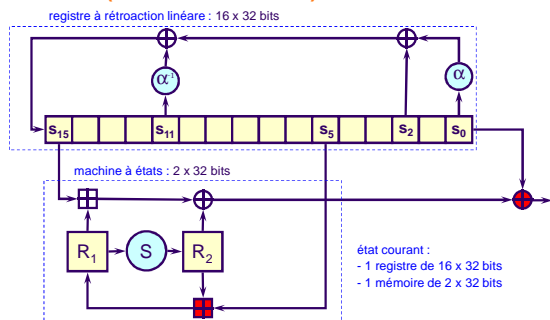 registre à rétroaction linéaire : 16 x 32 bits
α⁻¹
α
s₁₅ s₁₁ s₅ s₂ s₀
machine à états : 2 x 32 bits
R₁ S R₂
état courant :
- 1 registre de 16 x 32 bits
- 1 mémoire de 2 x 32 bits